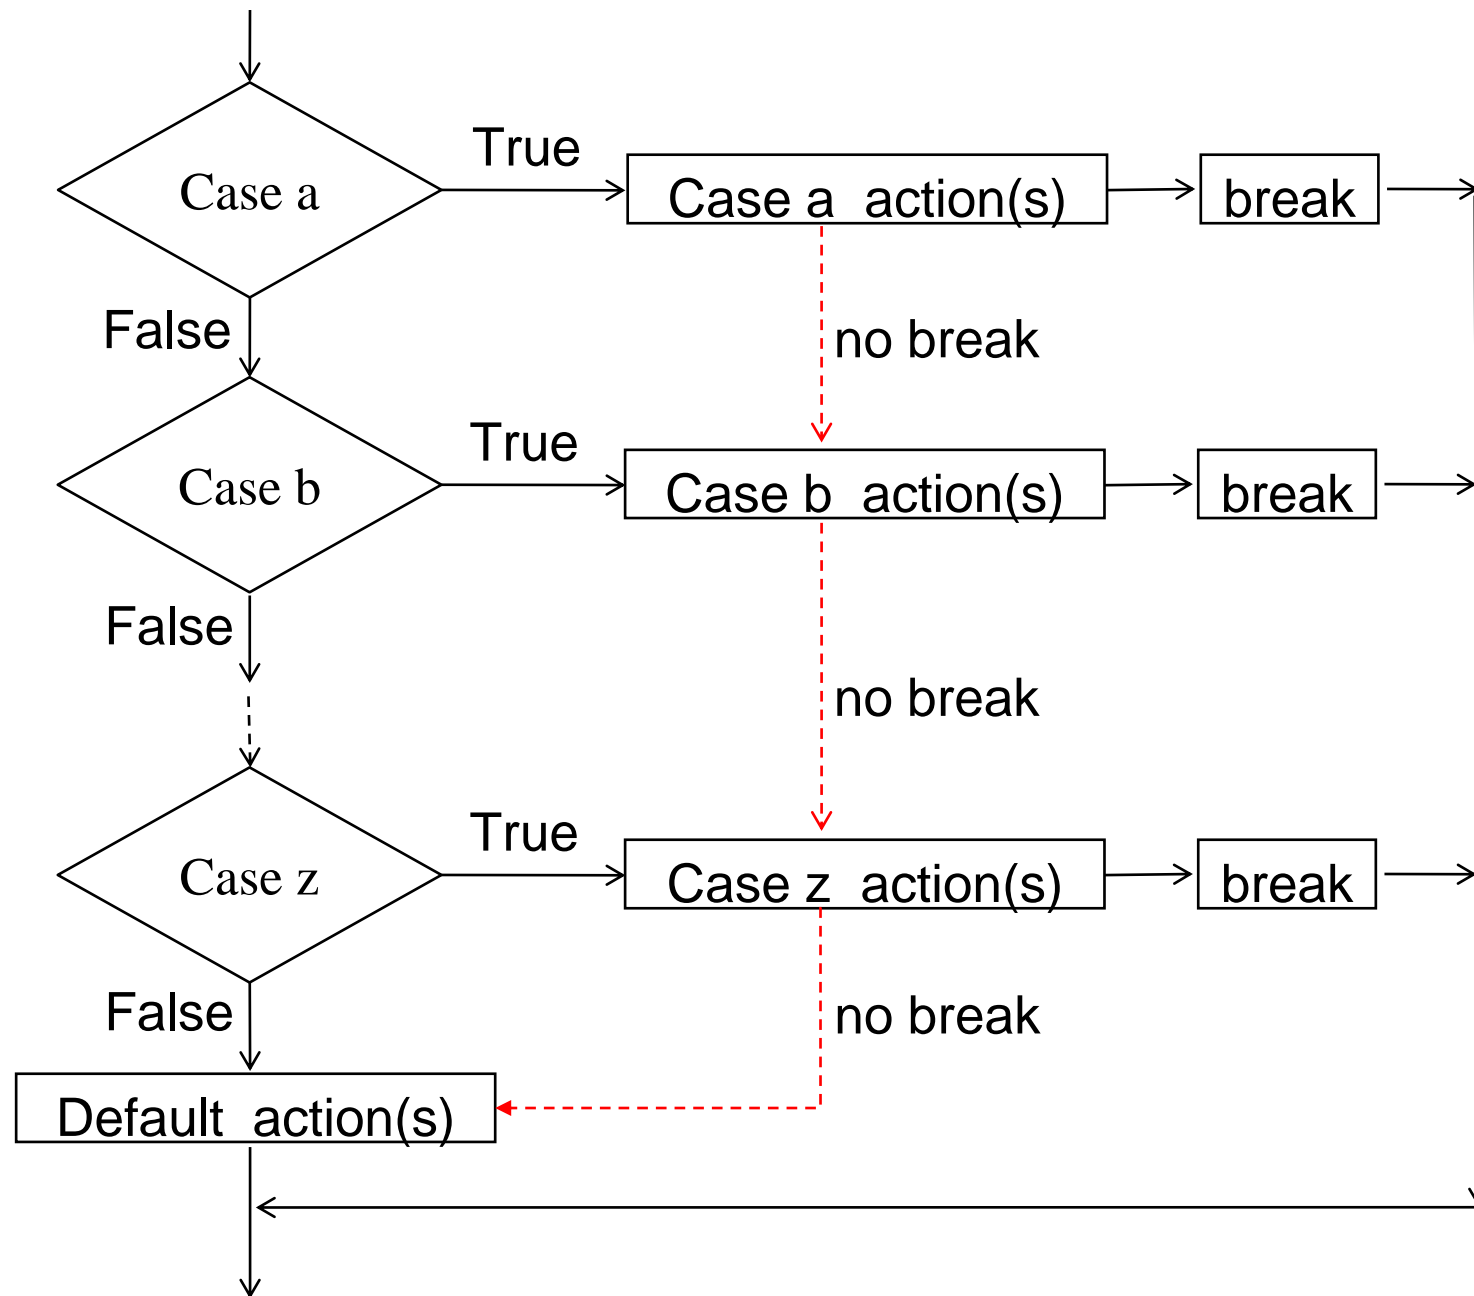 True
Case a
Case a action(s)
break
False
no break
True
Case b
Case b action(s)
break
False
no break
True
Case z
Case z action(s)
break
False
no break
Default action(s)